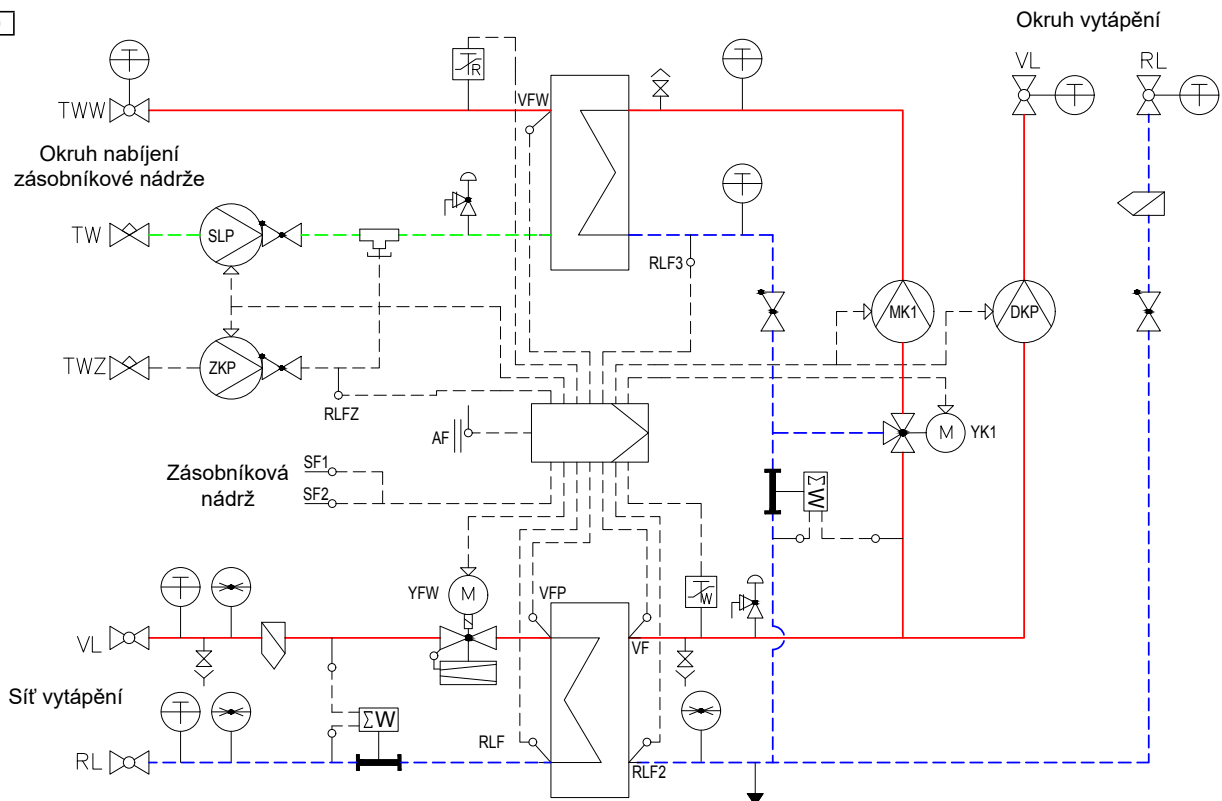 Okruh vytápění
T
T
VL
RL
R
T
T
VFW
TWW
Okruh nabíjení
zásobníkové nádrže
T
TW
SLP
RLF3
MK1
DKP
TWZ
ZKP
RLFZ
AF
M
YK1
SF1
Zásobníková
nádrž
SF2
ΣW
T
YFW
M
VFP
W
VL
VF
Síť vytápění
T
ΣW
RLF
RL
RLF2